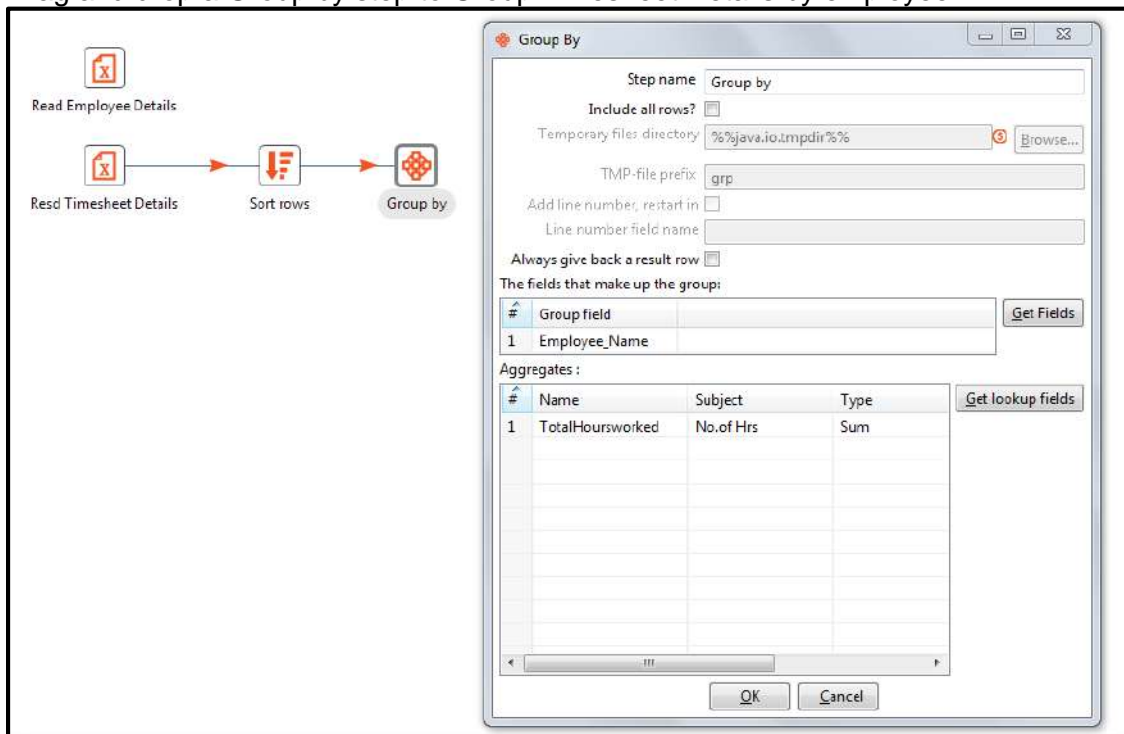 Group By
Read Employee Details
Resd Timesheet Details
Sort rows
Group by
Step name Group by
Include all rows?
Temporary files directory %%java.io.tmpdir%% Browse...
TMP-file prefix grp
Add line number, restart in
Line number field name
Always give back a result row
The fields that make up the group:
# Group field Get Fields
1 Employee_Name
Aggregates :
# Name Subject Type Get lookup fields
1 TotalHoursworked No.of Hrs Sum
OK Cancel